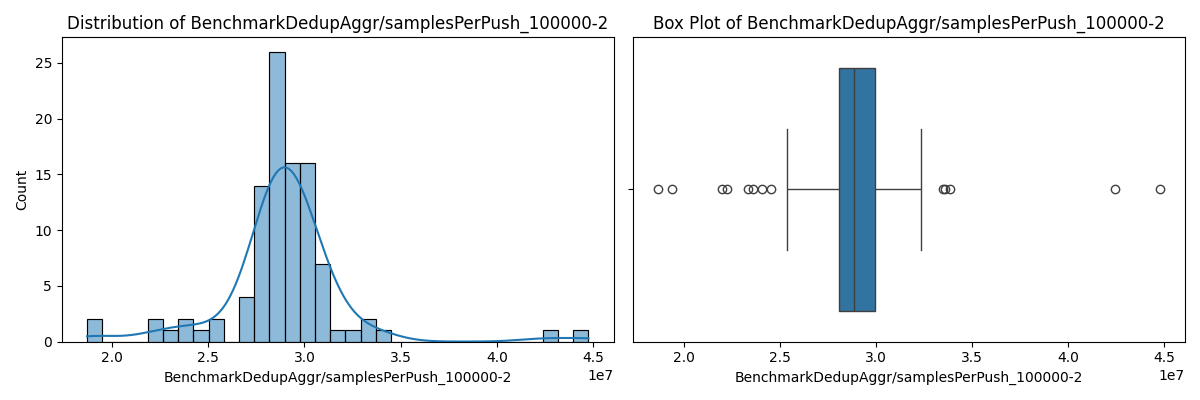 Distribution of BenchmarkDedupAggr/samplesPerPush_100000-2
Count
25
20
15
10
5
0
2.0 2.5 3.0 3.5 4.0 4.5
1e7
BenchmarkDedupAggr/samplesPerPush_100000-2
Box Plot of BenchmarkDedupAggr/samplesPerPush_100000-2
2.0 2.5 3.0 3.5 4.0 4.5
1e7
BenchmarkDedupAggr/samplesPerPush_100000-2